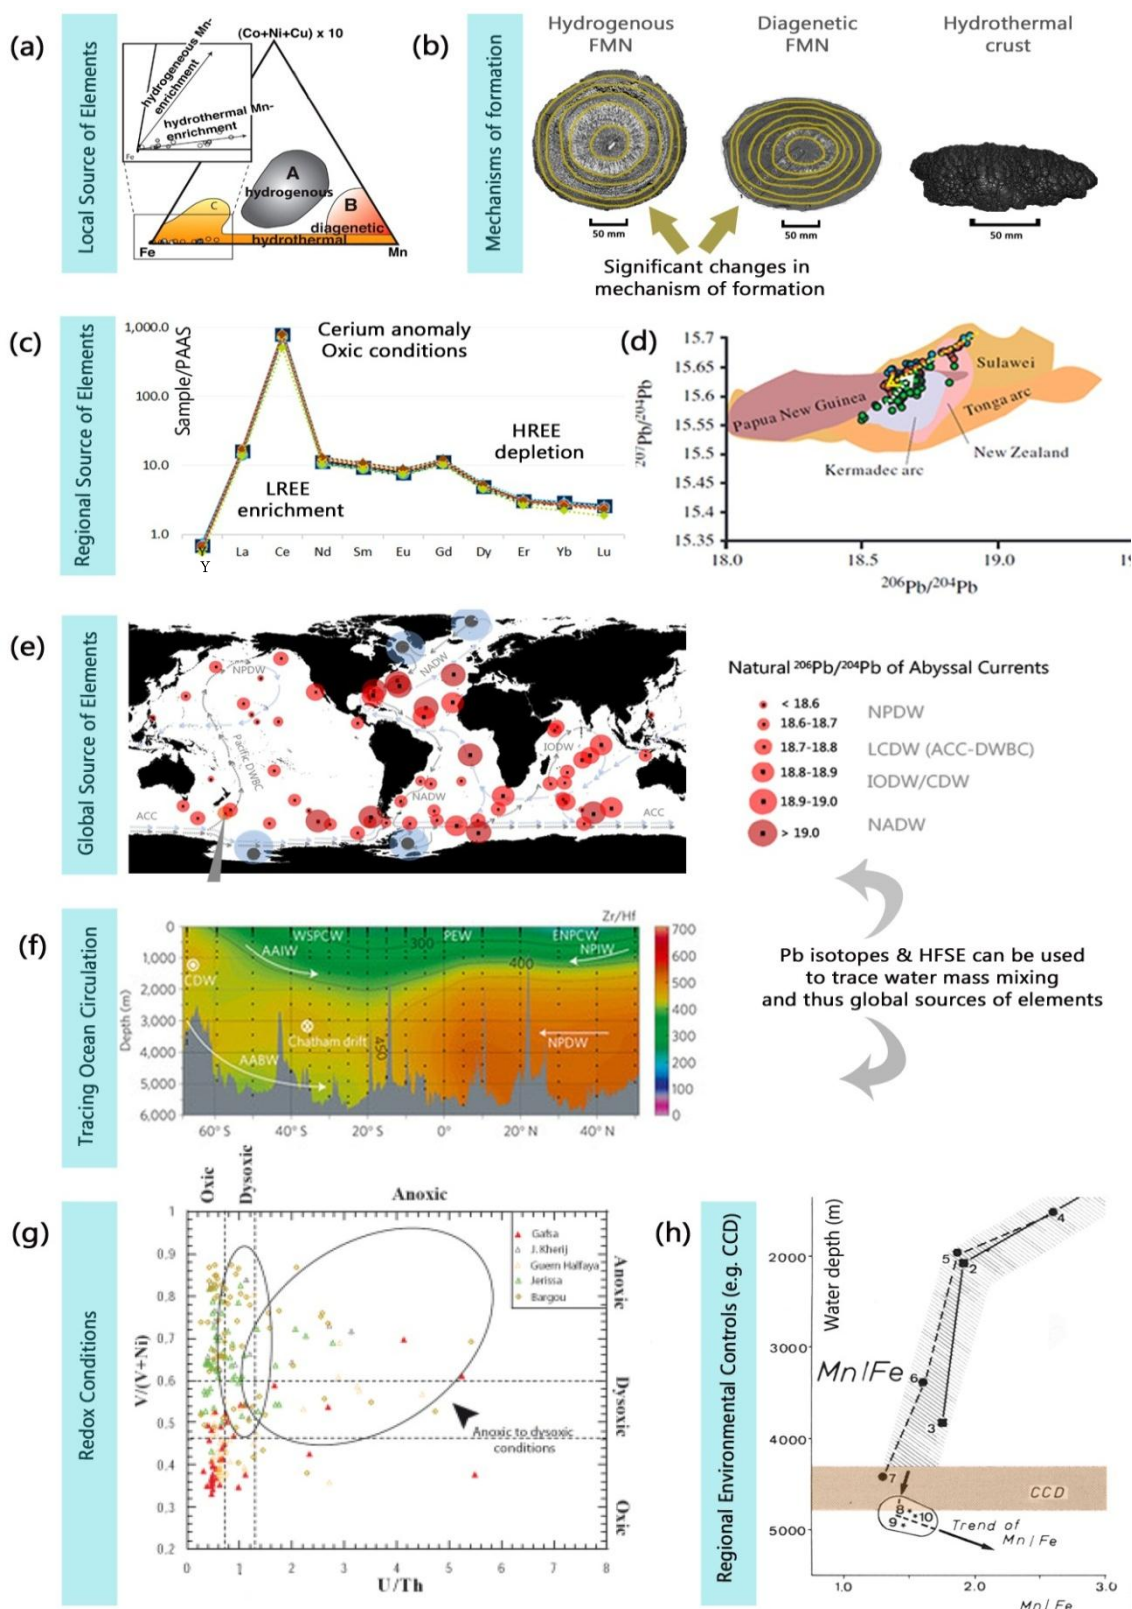 Local Source of Elements
(a)
(Co+Ni+Cu) x 10
Mn
hydrogeneous Mn-
enrichment
hydrothermal Mn-
enrichment
Fe
A
hydrogenous
B
diagenetic
C
hydrothermal
Fe
Mn
Mechanisms of formation
(b)
Hydrogenous
FMN
Diagenetic
FMN
Hydrothermal
crust
50 mm
50 mm
50 mm
Significant changes in
mechanism of formation
Regional Source of Elements
(c)
Sample/PAAS
1,000.0
100.0
10.0
1.0
Cerium anomaly
Oxic conditions
LREE
enrichment
HREE
depletion
Y
La
Ce
Nd
Sm
Eu
Gd
Dy
Er
Yb
Lu
(d)
²⁰⁷Pb/²⁰⁴Pb
15.7
15.65
15.6
15.55
15.5
15.45
15.4
15.35
Sulawei
Papua New Guinea
Tonga arc
New Zealand
Kermadec arc
18.0
18.5
19.0
²⁰⁶Pb/²⁰⁴Pb
Global Source of Elements
(e)
NPDW
Pacific DWBC
NADW
IODW
NADW
ACC
ACC
Natural ²⁰⁶Pb/²⁰⁴Pb of Abyssal Currents
< 18.6
18.6-18.7
18.7-18.8
18.8-18.9
18.9-19.0
> 19.0
NPDW
LCDW (ACC-DWBC)
IODW/CDW
NADW
Tracing Ocean Circulation
(f)
Zr/Hf
Depth (m)
0
1,000
2,000
3,000
4,000
5,000
6,000
WSPCW
PEW
ENPCW
AAIW
NPIW
300
400
450
CDW
Chatham drift
NPDW
AABW
60° S
40° S
20° S
0°
20° N
40° N
700
600
500
400
300
200
100
0
Pb isotopes & HFSE can be used
to trace water mass mixing
and thus global sources of elements
Redox Conditions
(g)
Oxic
Dysoxic
Anoxic
V/(V+Ni)
1
0.9
0.8
0.7
0.6
0.5
0.4
0.3
0.2
0.1
0
Gafsa
J. Kherij
Guern Halfaya
Jerissa
Bargou
Anoxic
Dysoxic
Oxic
Anoxic to dysoxic
conditions
0
1
2
3
4
5
6
7
8
U/Th
Regional Environmental Controls (e.g. CCD)
(h)
Water depth (m)
2000
3000
4000
5000
4
5
2
Mn/Fe
6
3
7
CCD
8
9
10
Trend of
Mn/Fe
1.0
2.0
3.0
Mn/Fe